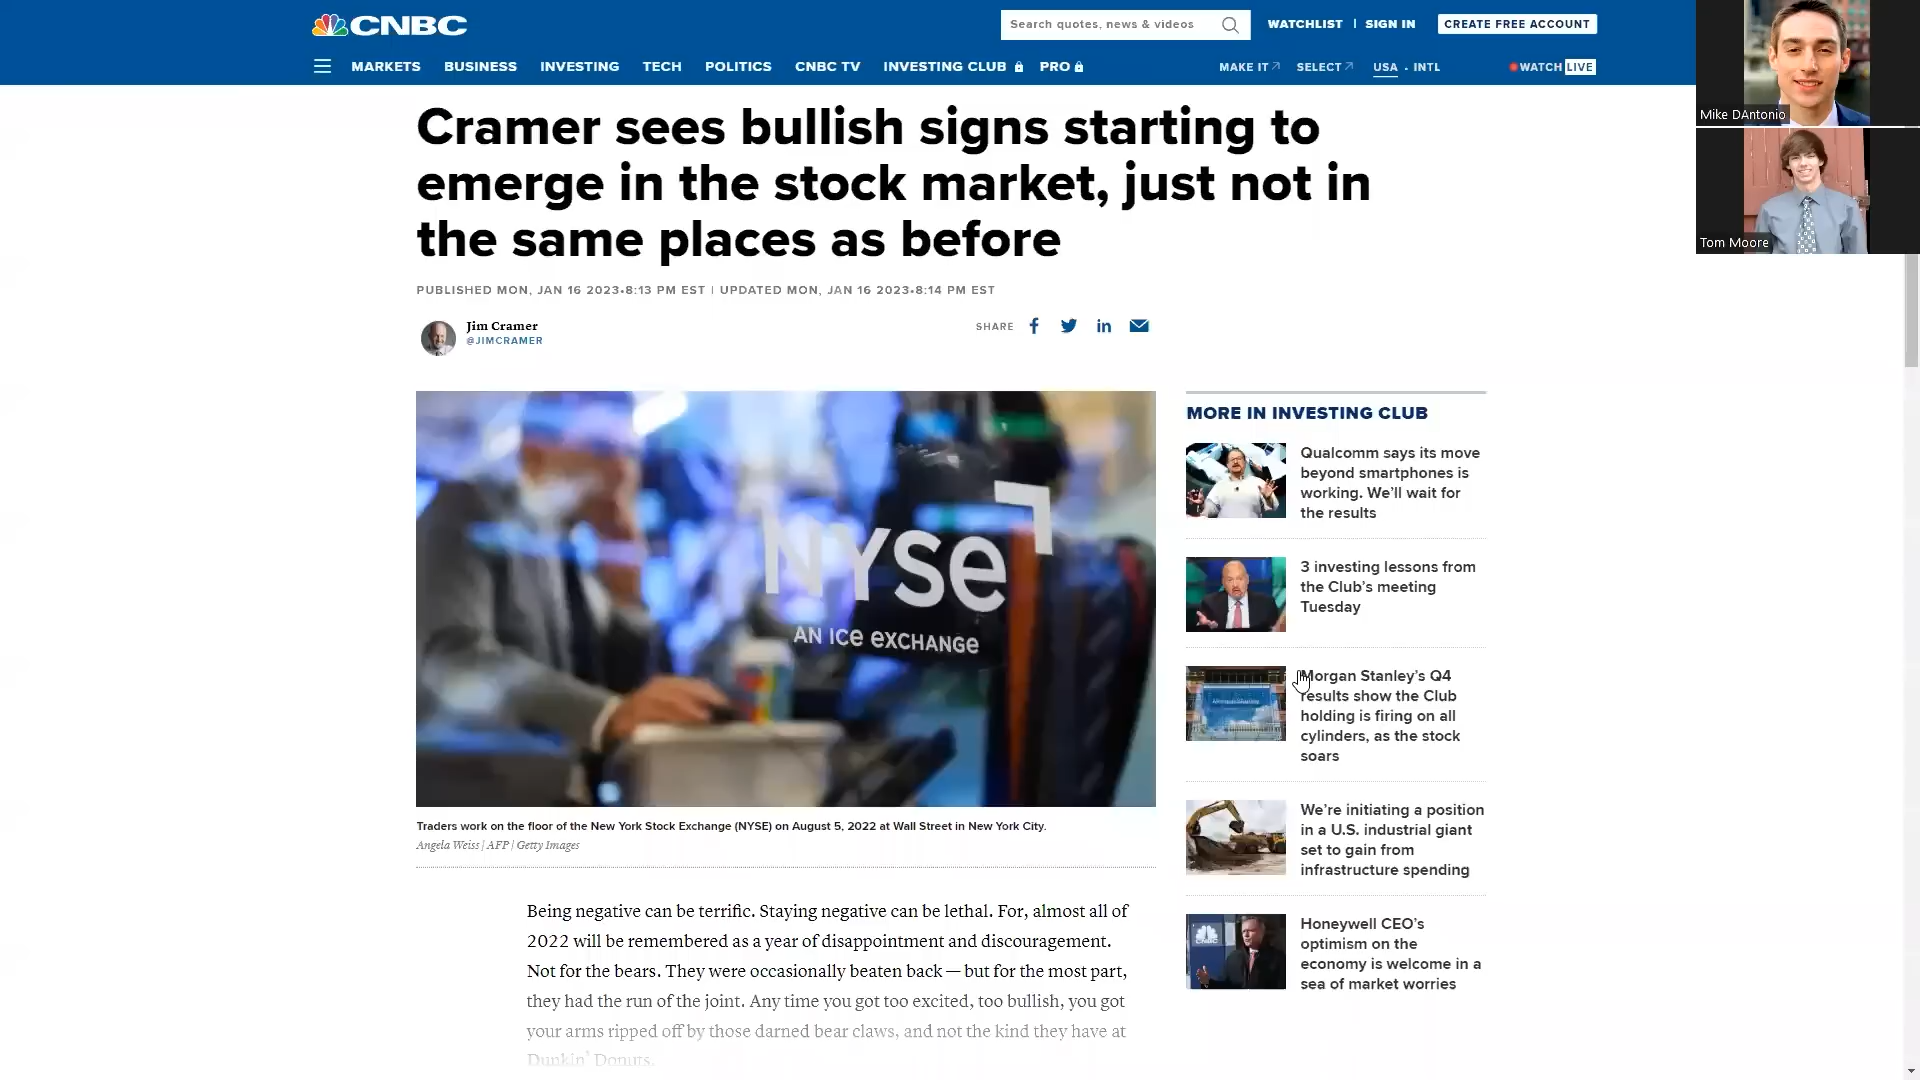 CNBC
Search quotes, news & videos
WATCHLIST | SIGN IN
CREATE FREE ACCOUNT
MARKETS BUSINESS INVESTING TECH POLITICS CNBC TV INVESTING CLUB PRO
MAKE IT SELECT USA • INTL
WATCH LIVE
Mike DAntonio
Tom Moore
Cramer sees bullish signs starting to
emerge in the stock market, just not in
the same places as before
PUBLISHED MON, JAN 16 2023•8:13 PM EST | UPDATED MON, JAN 16 2023•8:14 PM EST
Jim Cramer
@JIMCRAMER
SHARE
NYSE
AN ICE EXCHANGE
Traders work on the floor of the New York Stock Exchange (NYSE) on August 5, 2022 at Wall Street in New York City.
Angela Weiss | AFP | Getty Images
Being negative can be terrific. Staying negative can be lethal. For, almost all of
2022 will be remembered as a year of disappointment and discouragement.
Not for the bears. They were occasionally beaten back — but for the most part,
they had the run of the joint. Any time you got too excited, too bullish, you got
your arms ripped off by those darned bear claws, and not the kind they have at
Dunkin’ Donuts.
MORE IN INVESTING CLUB
Qualcomm says its move
beyond smartphones is
working. We’ll wait for
the results
3 investing lessons from
the Club’s meeting
Tuesday
Morgan Stanley’s Q4
results show the Club
holding is firing on all
cylinders, as the stock
soars
We’re initiating a position
in a U.S. industrial giant
set to gain from
infrastructure spending
Honeywell CEO’s
optimism on the
economy is welcome in a
sea of market worries